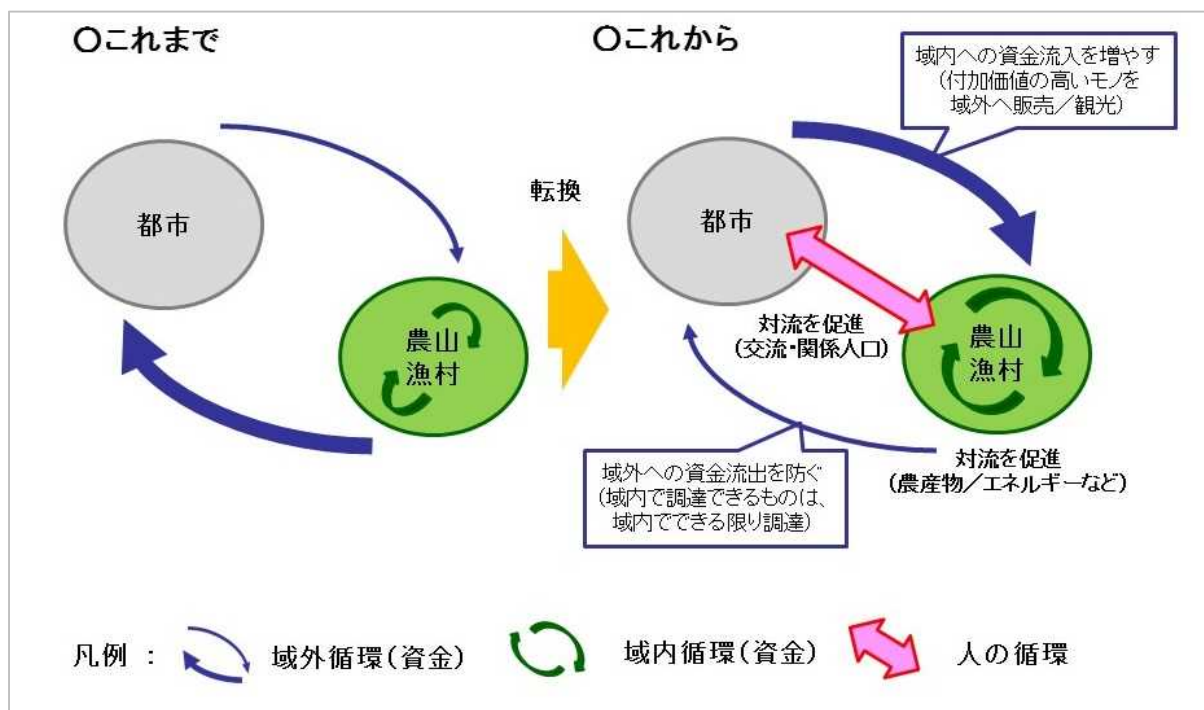 〇これまで
都市
農山
漁村
転換
〇これから
域内への資金流入を増やす
(付加価値の高いモノを
域外へ販売/観光)
都市
対流を促進
(交流・関係人口)
農山
漁村
域外への資金流出を防ぐ
(域内で調達できるものは、
域内でできる限り調達)
対流を促進
(農産物/エネルギーなど)
凡例 : 域外循環(資金) 域内循環(資金) 人の循環